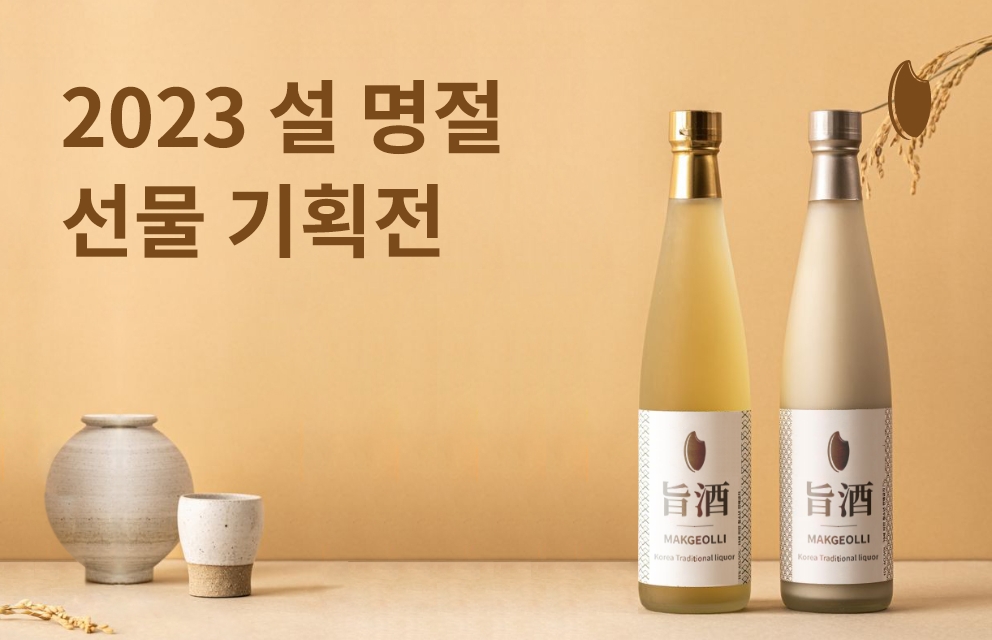 2023 설 명절
선물 기획전
旨酒
MAKGEOLLI
Korea Traditional liquor
旨酒
MAKGEOLLI
Korea Traditional liquor